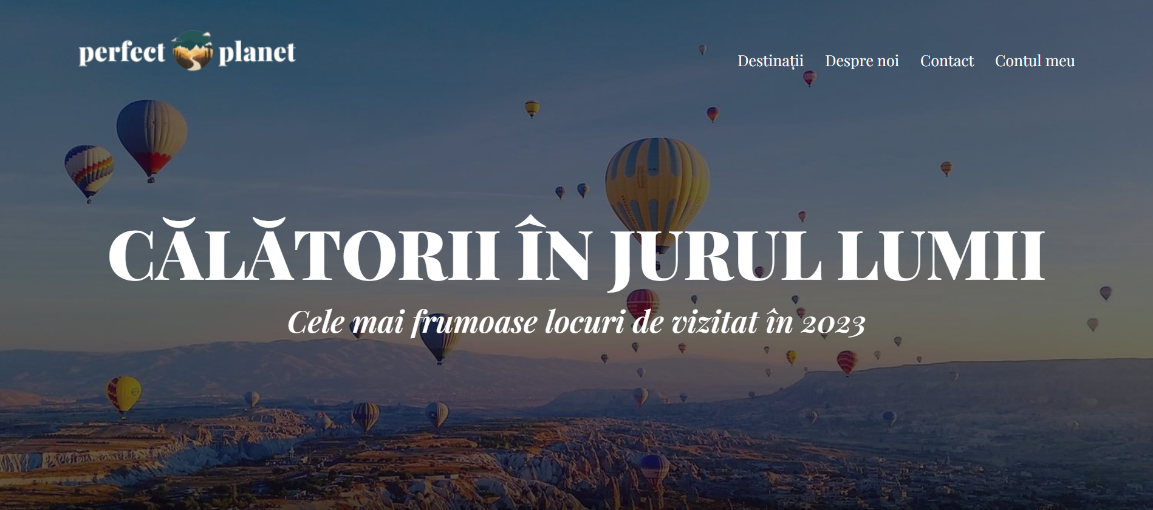 perfect planet
Destinații Despre noi Contact Contul meu
CĂLĂTORII ÎN JURUL LUMII
Cele mai frumoase locuri de vizitat în 2023